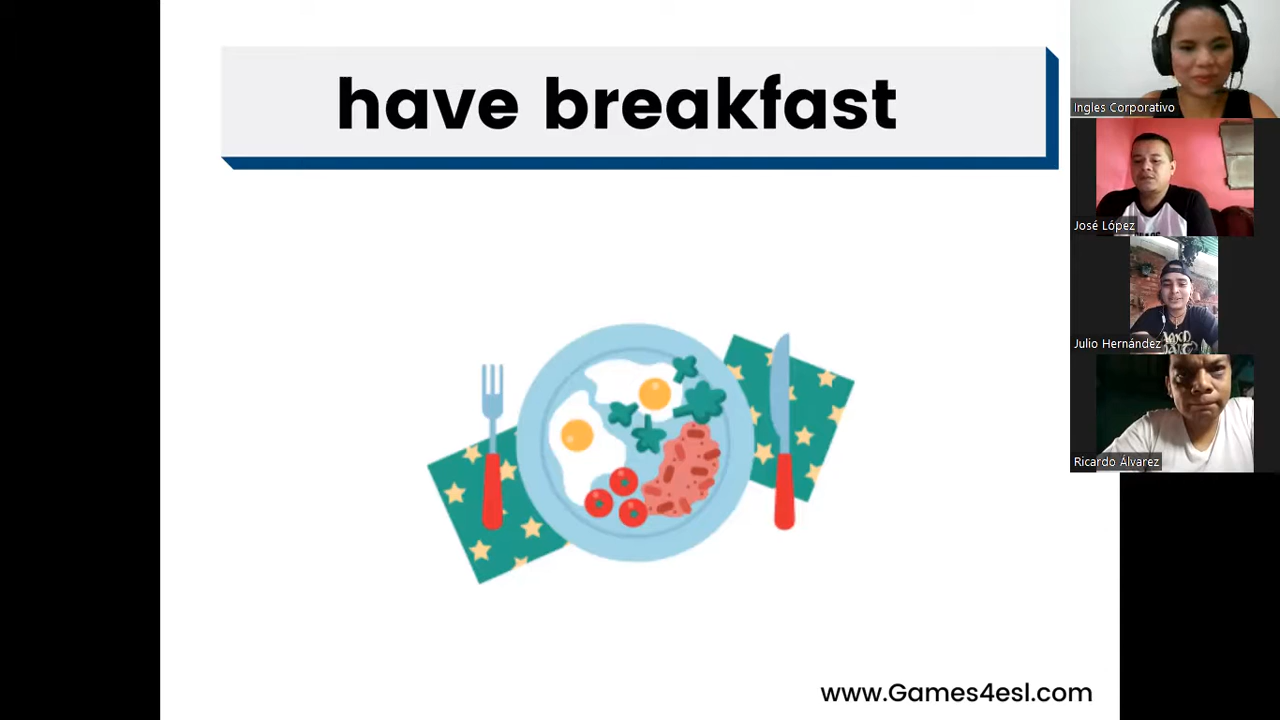 have breakfast
Ingles Corporativo
José López
Julio Hernández
Ricardo Álvarez
www.Games4esl.com